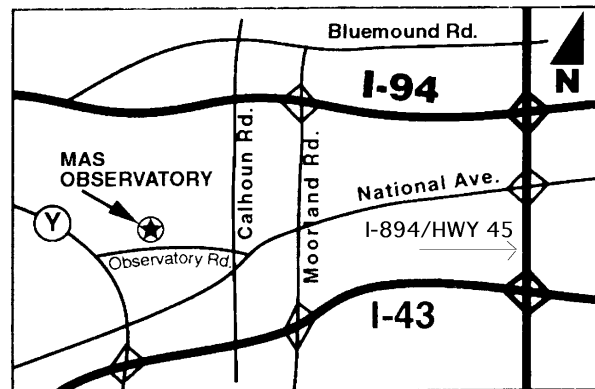 Bluemound Rd.
N
I-94
MAS
OBSERVATORY
Calhoun Rd.
Moorland Rd.
National Ave.
Y
I-894/HWY 45
Observatory Rd.
I-43